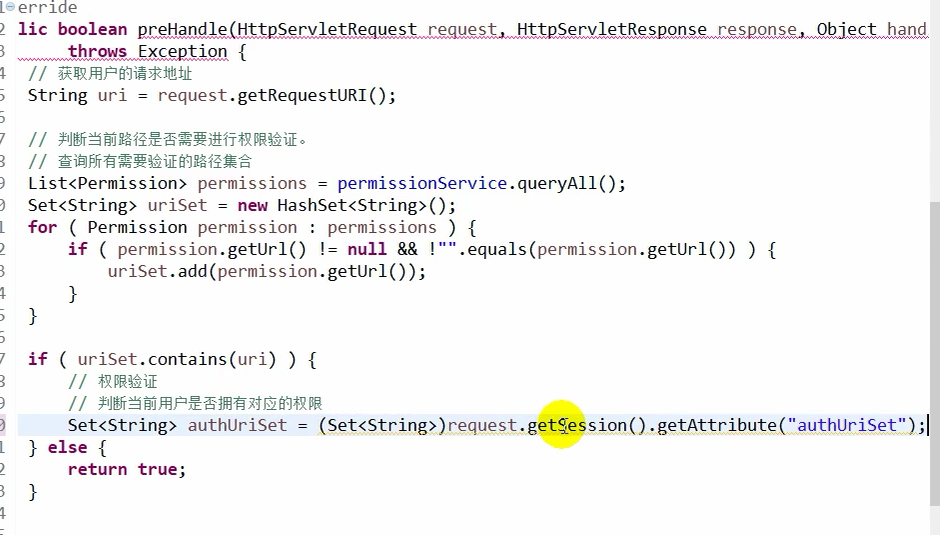 erride
lic boolean preHandle(HttpServletRequest request, HttpServletResponse response, Object hand
throws Exception {
// 获取用户的请求地址
String uri = request.getRequestURI();
// 判断当前路径是否需要进行权限验证。
// 查询所有需要验证的路径集合
List<Permission> permissions = permissionService.queryAll();
Set<String> uriSet = new HashSet<String>();
for ( Permission permission : permissions ) {
if ( permission.getUrl() != null && !"".equals(permission.getUrl()) ) {
uriSet.add(permission.getUrl());
}
}
if ( uriSet.contains(uri) ) {
// 权限验证
// 判断当前用户是否拥有对应的权限
Set<String> authUriSet = (Set<String>)request.getSession().getAttribute("authUriSet");
} else {
return true;
}